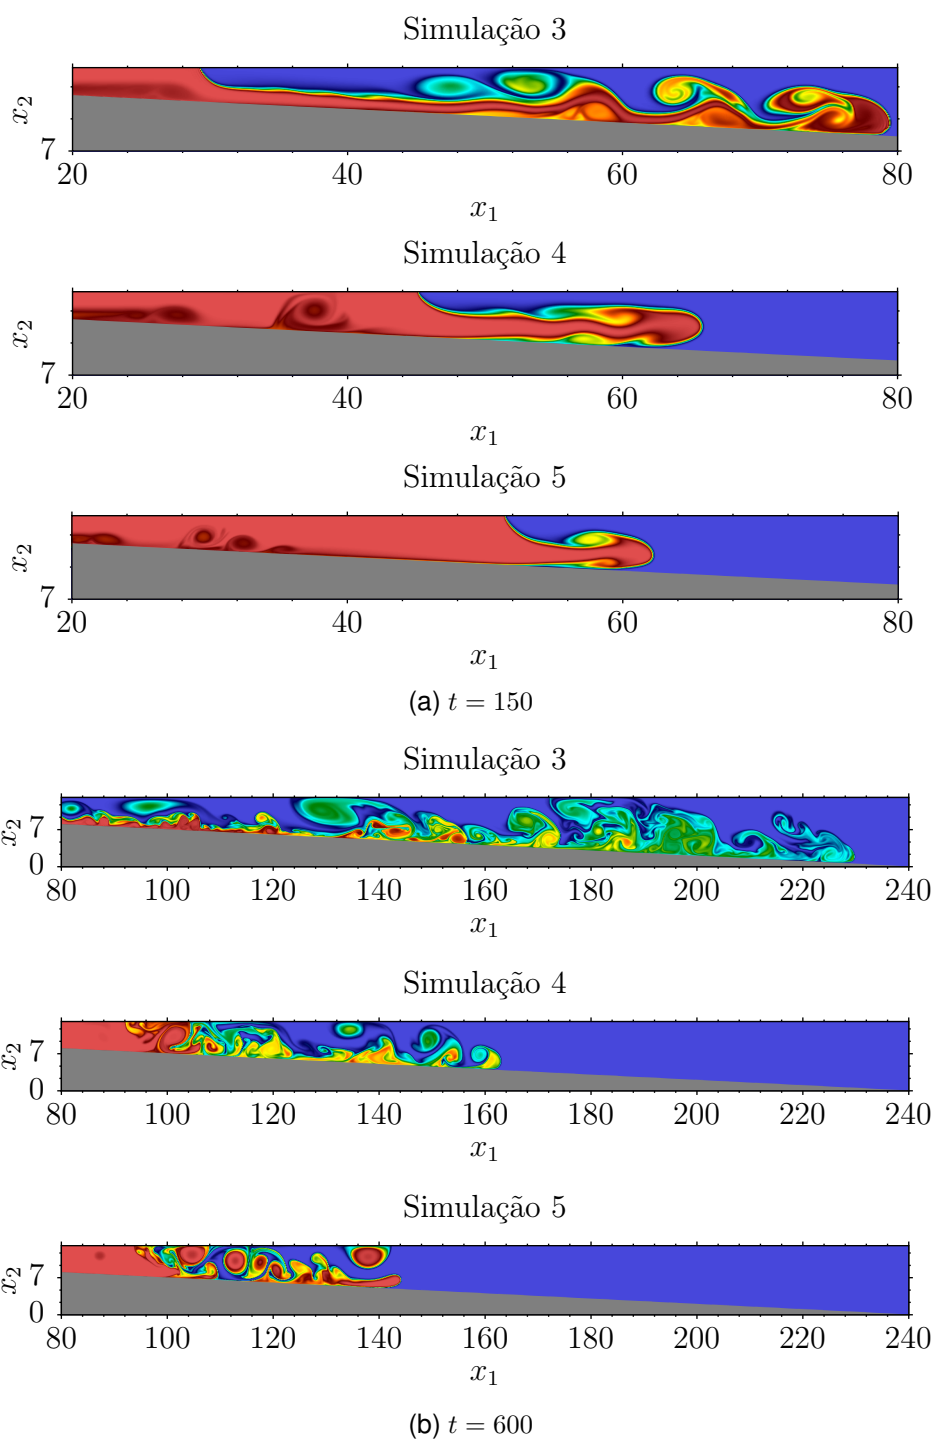 Simulação 3
x₂
7
20 40 60 80
x₁
Simulação 4
x₂
7
20 40 60 80
x₁
Simulação 5
x₂
7
20 40 60 80
x₁
(a) t = 150
Simulação 3
x₂
7
0
80 100 120 140 160 180 200 220 240
x₁
Simulação 4
x₂
7
0
80 100 120 140 160 180 200 220 240
x₁
Simulação 5
x₂
7
0
80 100 120 140 160 180 200 220 240
x₁
(b) t = 600